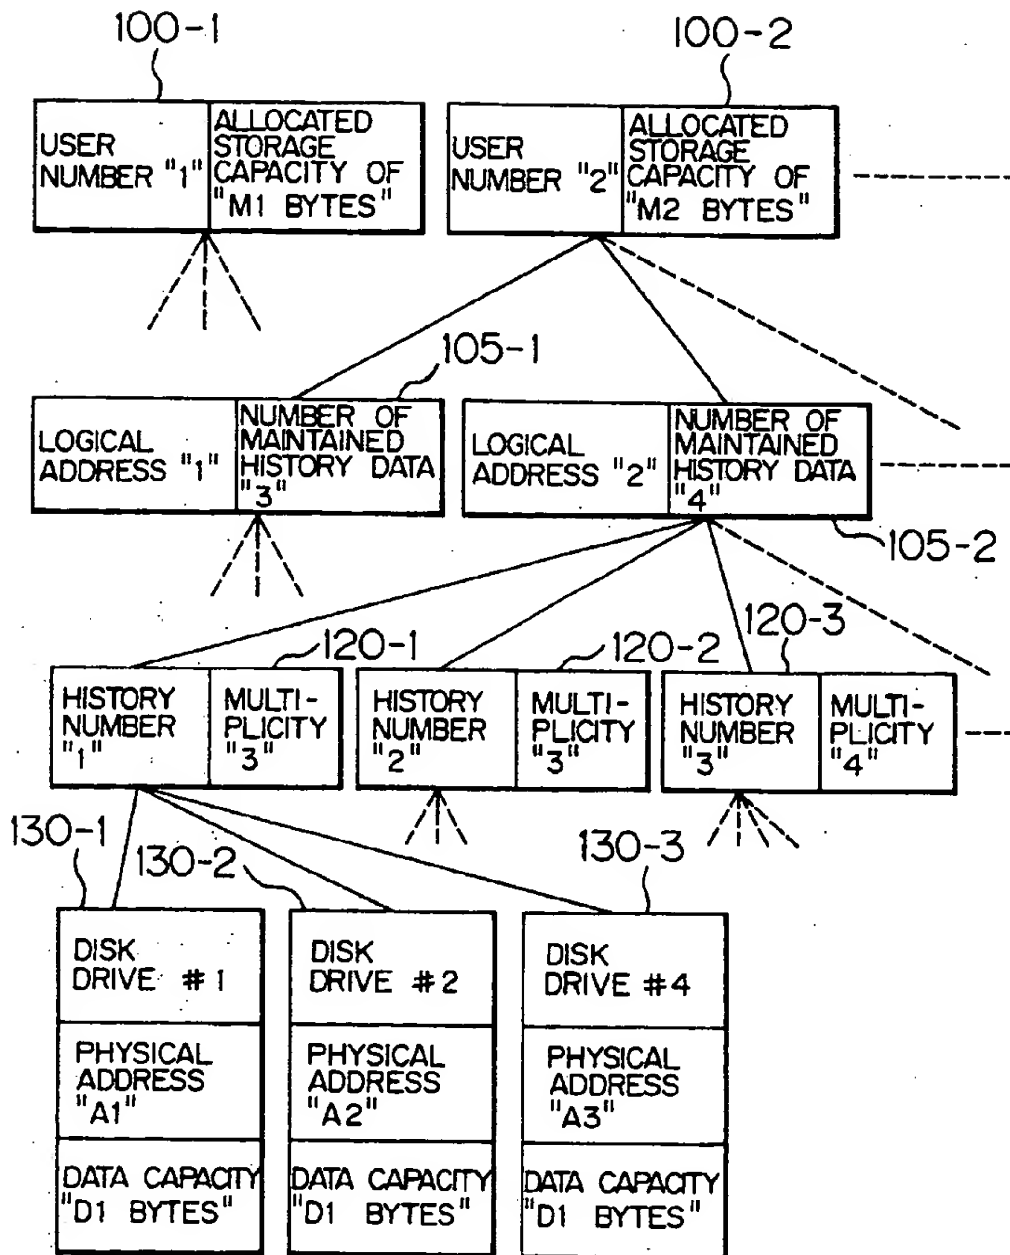 100-1
100-2
USER
NUMBER "1"
ALLOCATED
STORAGE
CAPACITY OF
"M1 BYTES"
USER
NUMBER "2"
ALLOCATED
STORAGE
CAPACITY OF
"M2 BYTES"
105-1
LOGICAL
ADDRESS "1"
NUMBER OF
MAINTAINED
HISTORY DATA
"3"
LOGICAL
ADDRESS "2"
NUMBER OF
MAINTAINED
HISTORY DATA
"4"
105-2
120-1
120-2
120-3
HISTORY
NUMBER
"1"
MULTI-
PLICITY
"3"
HISTORY
NUMBER
"2"
MULTI-
PLICITY
"3"
HISTORY
NUMBER
"3"
MULTI-
PLICITY
"4"
130-1
130-2
130-3
DISK
DRIVE #1
PHYSICAL
ADDRESS
"A1"
DATA CAPACITY
"D1 BYTES"
DISK
DRIVE #2
PHYSICAL
ADDRESS
"A2"
DATA CAPACITY
"D1 BYTES"
DISK
DRIVE #4
PHYSICAL
ADDRESS
"A3"
DATA CAPACITY
"D1 BYTES"